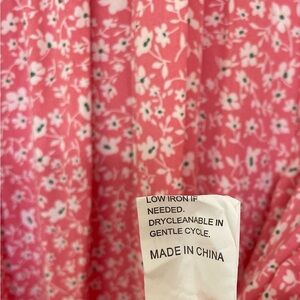 LOW IRON IF
NEEDED.
DRYCLEANABLE IN
GENTLE CYCLE.
MADE IN CHINA